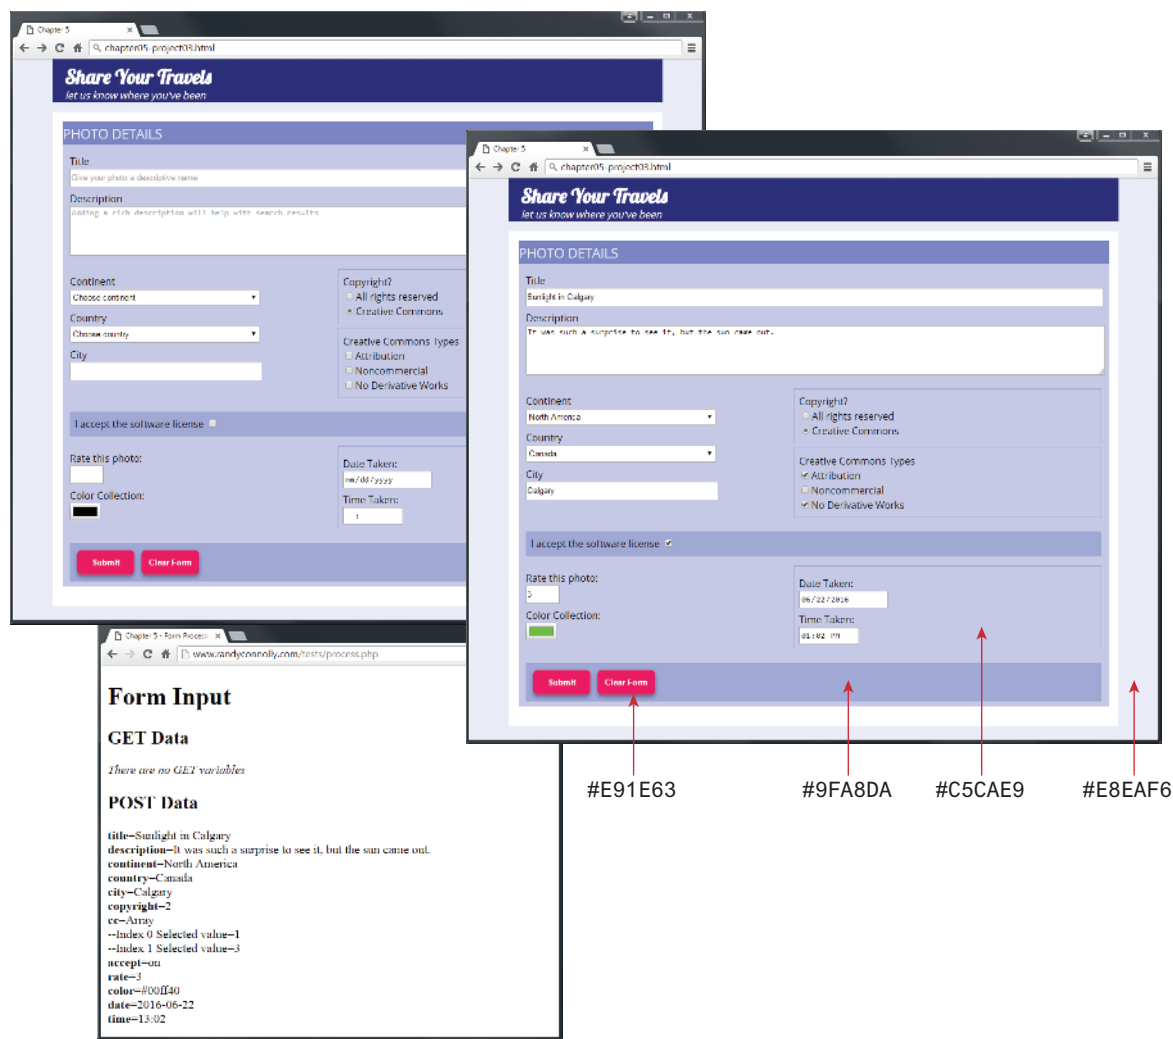 Chapter 5
chapter05-project03.html
Share Your Travels
let us know where you've been
PHOTO DETAILS
Title
Give your photo a descriptive name
Description
Adding a rich description will help with search results
Continent
Choose continent
Country
Choose country
City
Copyright?
All rights reserved
Creative Commons
Creative Commons Types
Attribution
Noncommercial
No Derivative Works
I accept the software license
Rate this photo:
Color Collection:
Date Taken:
mm/dd/yyyy
Time Taken:
:
Submit
Clear Form
Chapter 5
chapter05-project03.html
Share Your Travels
let us know where you've been
PHOTO DETAILS
Title
Sunlight in Calgary
Description
It was such a surprise to see it, but the sun came out.
Continent
North America
Country
Canada
City
Calgary
Copyright?
All rights reserved
Creative Commons
Creative Commons Types
Attribution
Noncommercial
No Derivative Works
I accept the software license
Rate this photo:
3
Color Collection:
Date Taken:
06/22/2016
Time Taken:
01:02 PM
Submit
Clear Form
#E91E63
#9FA8DA
#C5CAE9
#E8EAF6
Chapter 5 - Form Process
www.randyconnolly.com/tests/process.php
Form Input
GET Data
There are no GET variables
POST Data
title=Sunlight in Calgary
description=It was such a surprise to see it, but the sun came out.
continent=North America
country=Canada
city=Calgary
copyright=2
cc=Array
--Index 0 Selected value=1
--Index 1 Selected value=3
accept=on
rate=3
color=#00ff40
date=2016-06-22
time=13:02